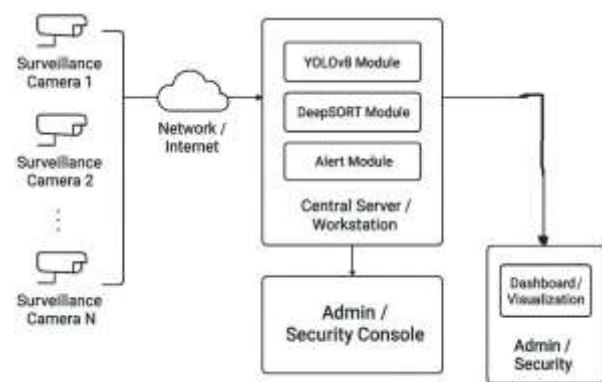 Surveillance
Camera 1
Surveillance
Camera 2
Surveillance
Camera N
Network /
Internet
YOLOv8 Module
DeepSORT Module
Alert Module
Central Server /
Workstation
Admin /
Security Console
Dashboard /
Visualization
Admin /
Security